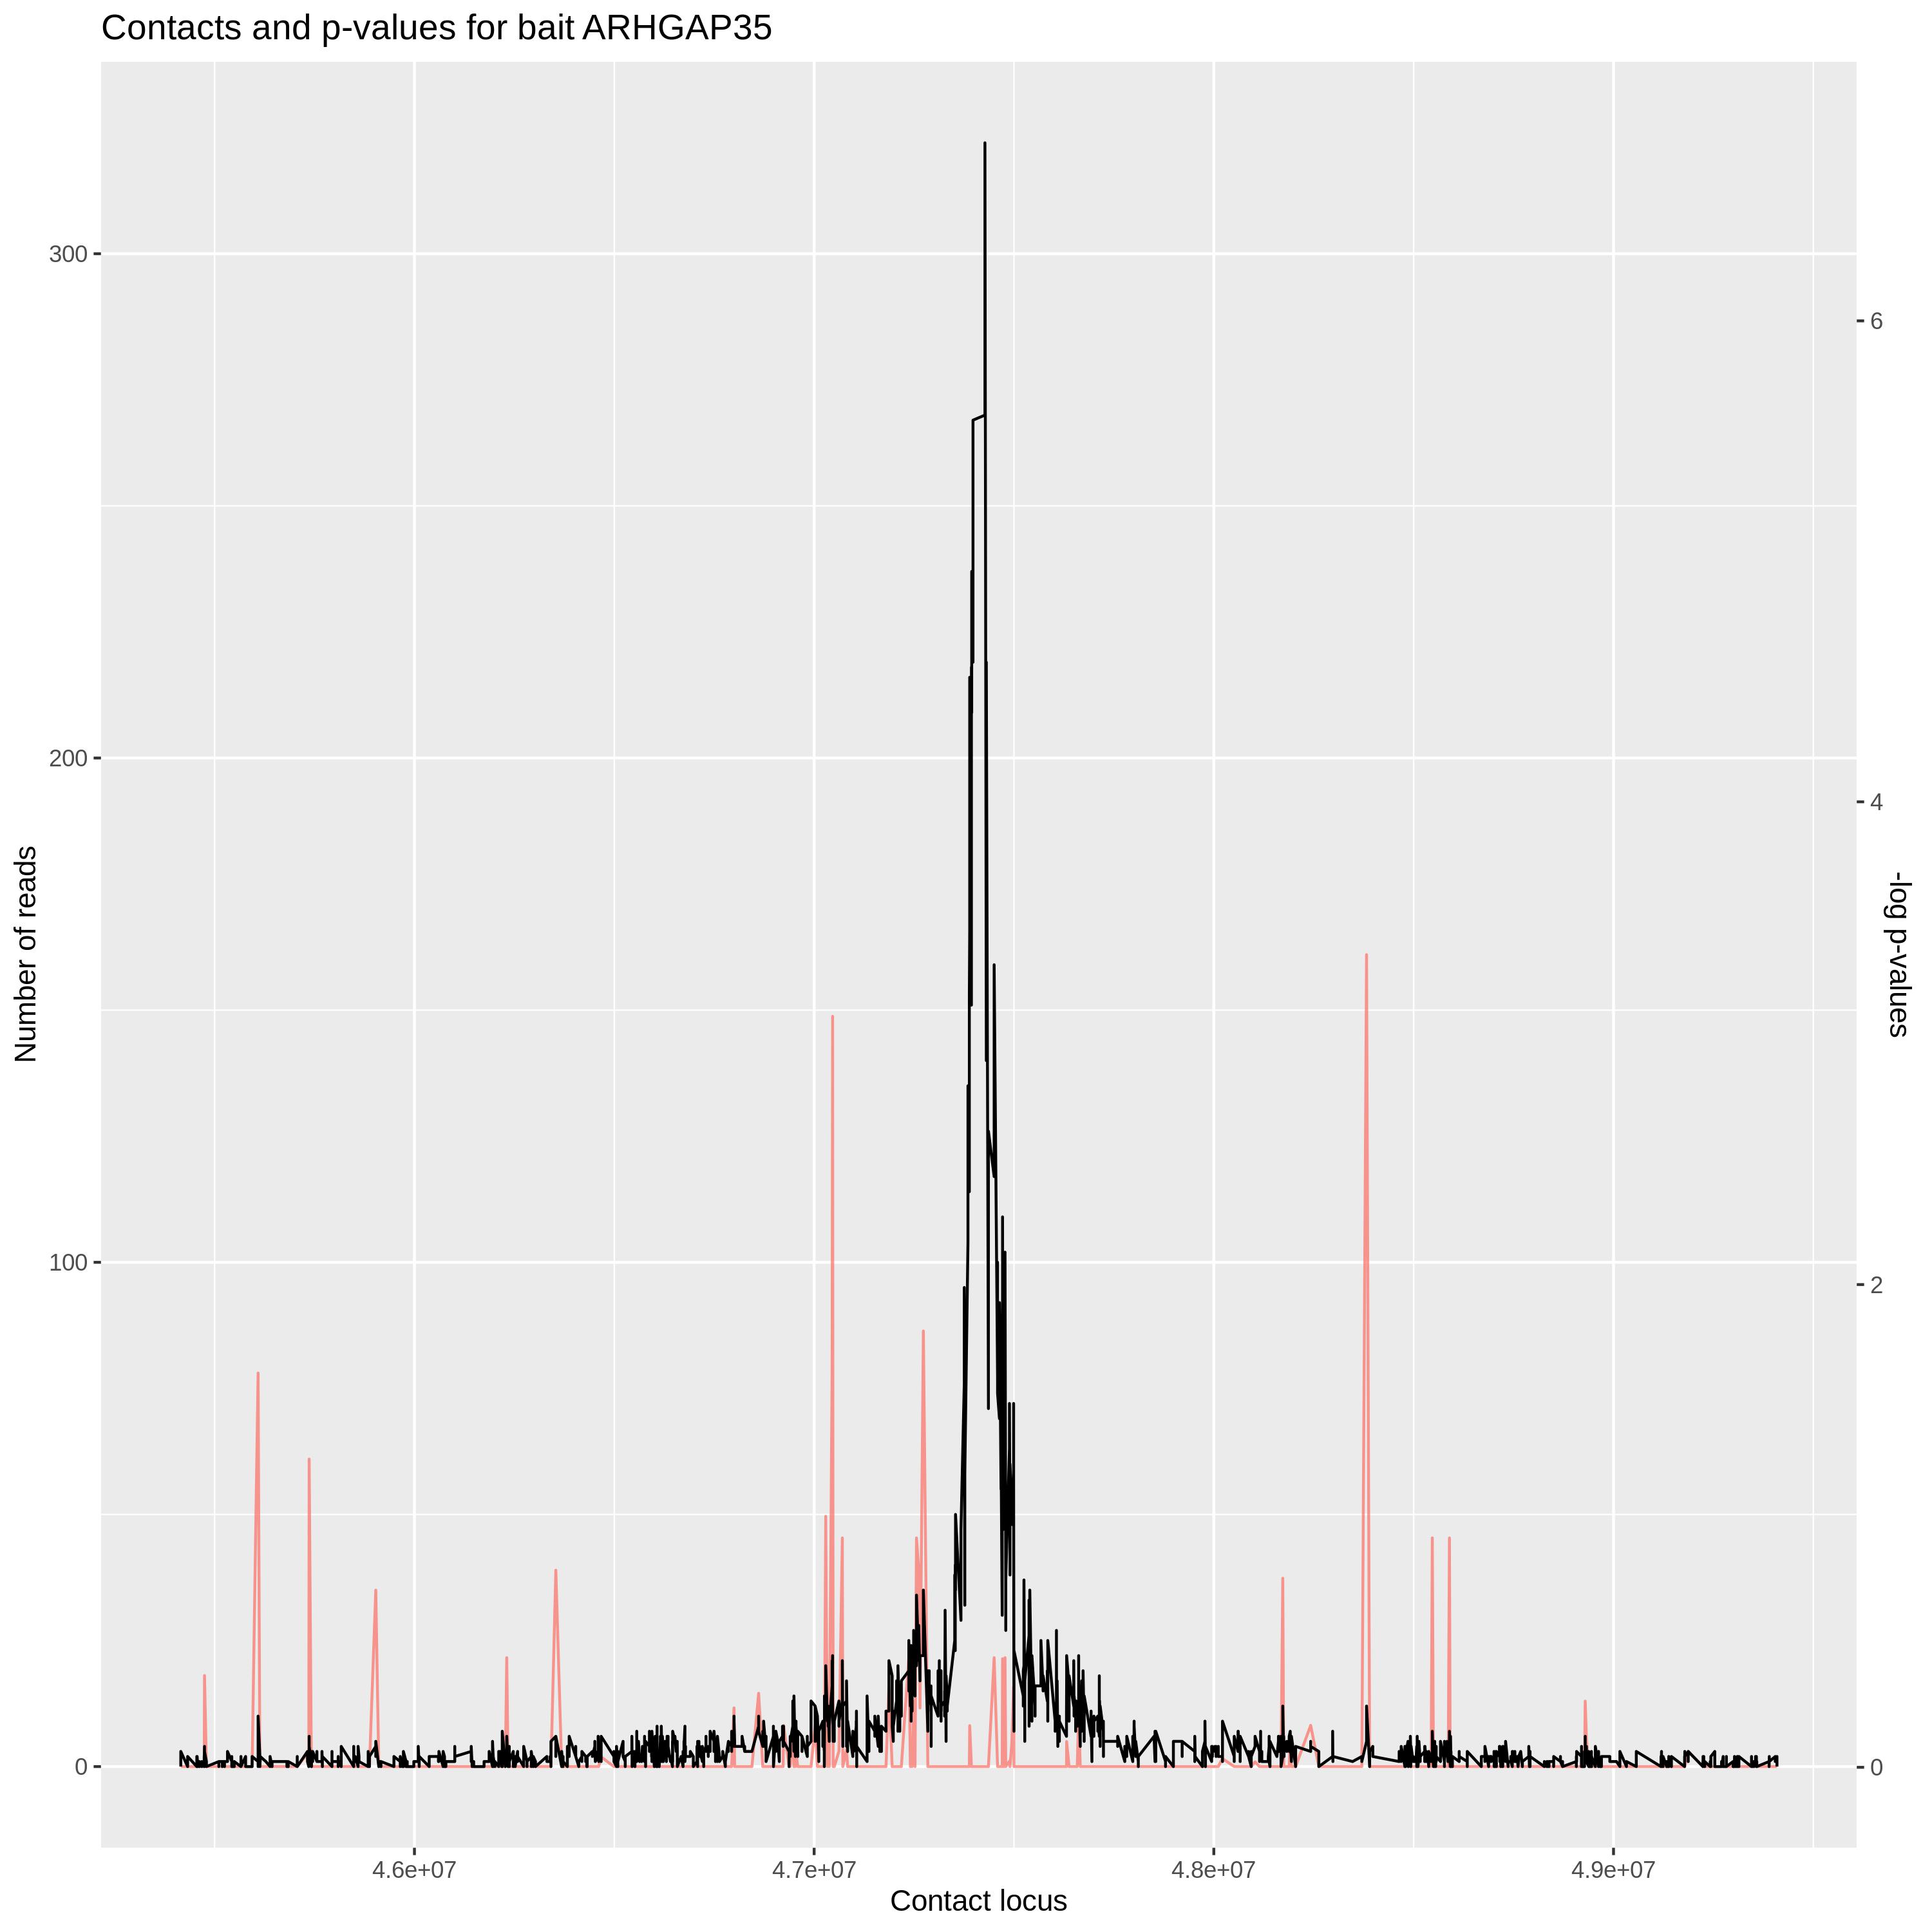 Contacts and p-values for bait ARHGAP35
300
200
100
0
Number of reads
6
4
2
0
-log p-values
4.6e+07
4.7e+07
4.8e+07
4.9e+07
Contact locus